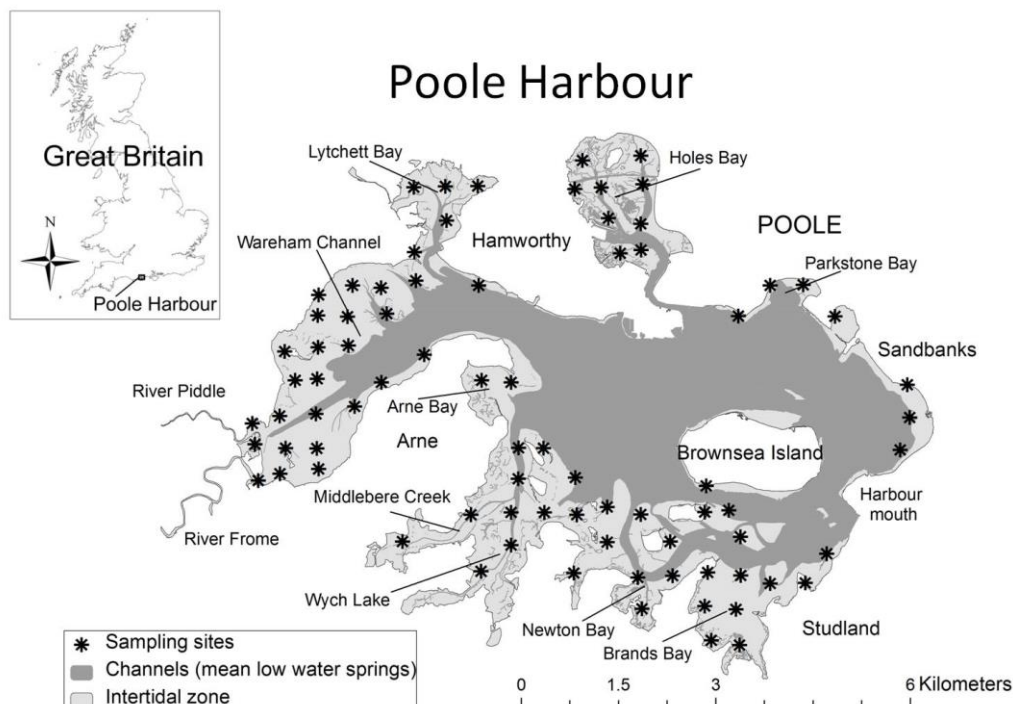 Poole Harbour
Great Britain
N
Poole Harbour
Lytchett Bay
Holes Bay
Hamworthy
POOLE
Wareham Channel
Parkstone Bay
Sandbanks
River Piddle
Arne Bay
Arne
Brownsea Island
Middlebere Creek
Harbour
mouth
River Frome
Wych Lake
Newton Bay
Studland
Brands Bay
Sampling sites
Channels (mean low water springs)
Intertidal zone
0 1.5 3 6 Kilometers